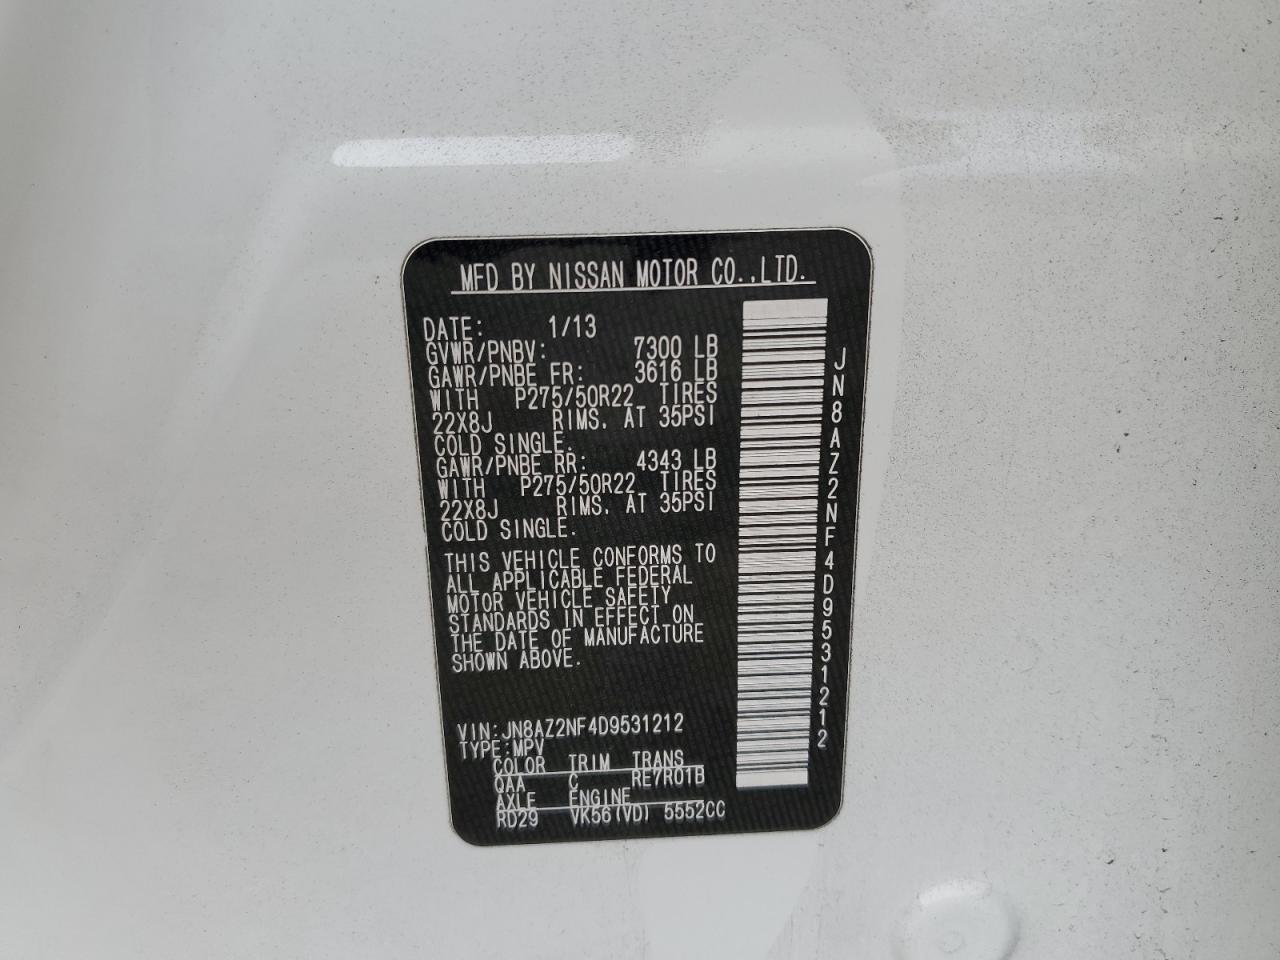 MFD BY NISSAN MOTOR CO.,LTD.
DATE: 1/13
GVWR/PNBV: 7300 LB
GAWR/PNBE FR: 3616 LB
WITH P275/50R22 TIRES
22X8J RIMS. AT 35PSI
COLD SINGLE.
GAWR/PNBE RR: 4343 LB
WITH P275/50R22 TIRES
22X8J RIMS. AT 35PSI
COLD SINGLE.
THIS VEHICLE CONFORMS TO
ALL APPLICABLE FEDERAL
MOTOR VEHICLE SAFETY
STANDARDS IN EFFECT ON
THE DATE OF MANUFACTURE
SHOWN ABOVE.
VIN:JN8AZ2NF4D9531212
TYPE:MPV
COLOR TRIM TRANS
QAA C RE7R01B
AXLE ENGINE
RD29 VK56(VD) 5552CC
JN8AZ2NF4D9531212